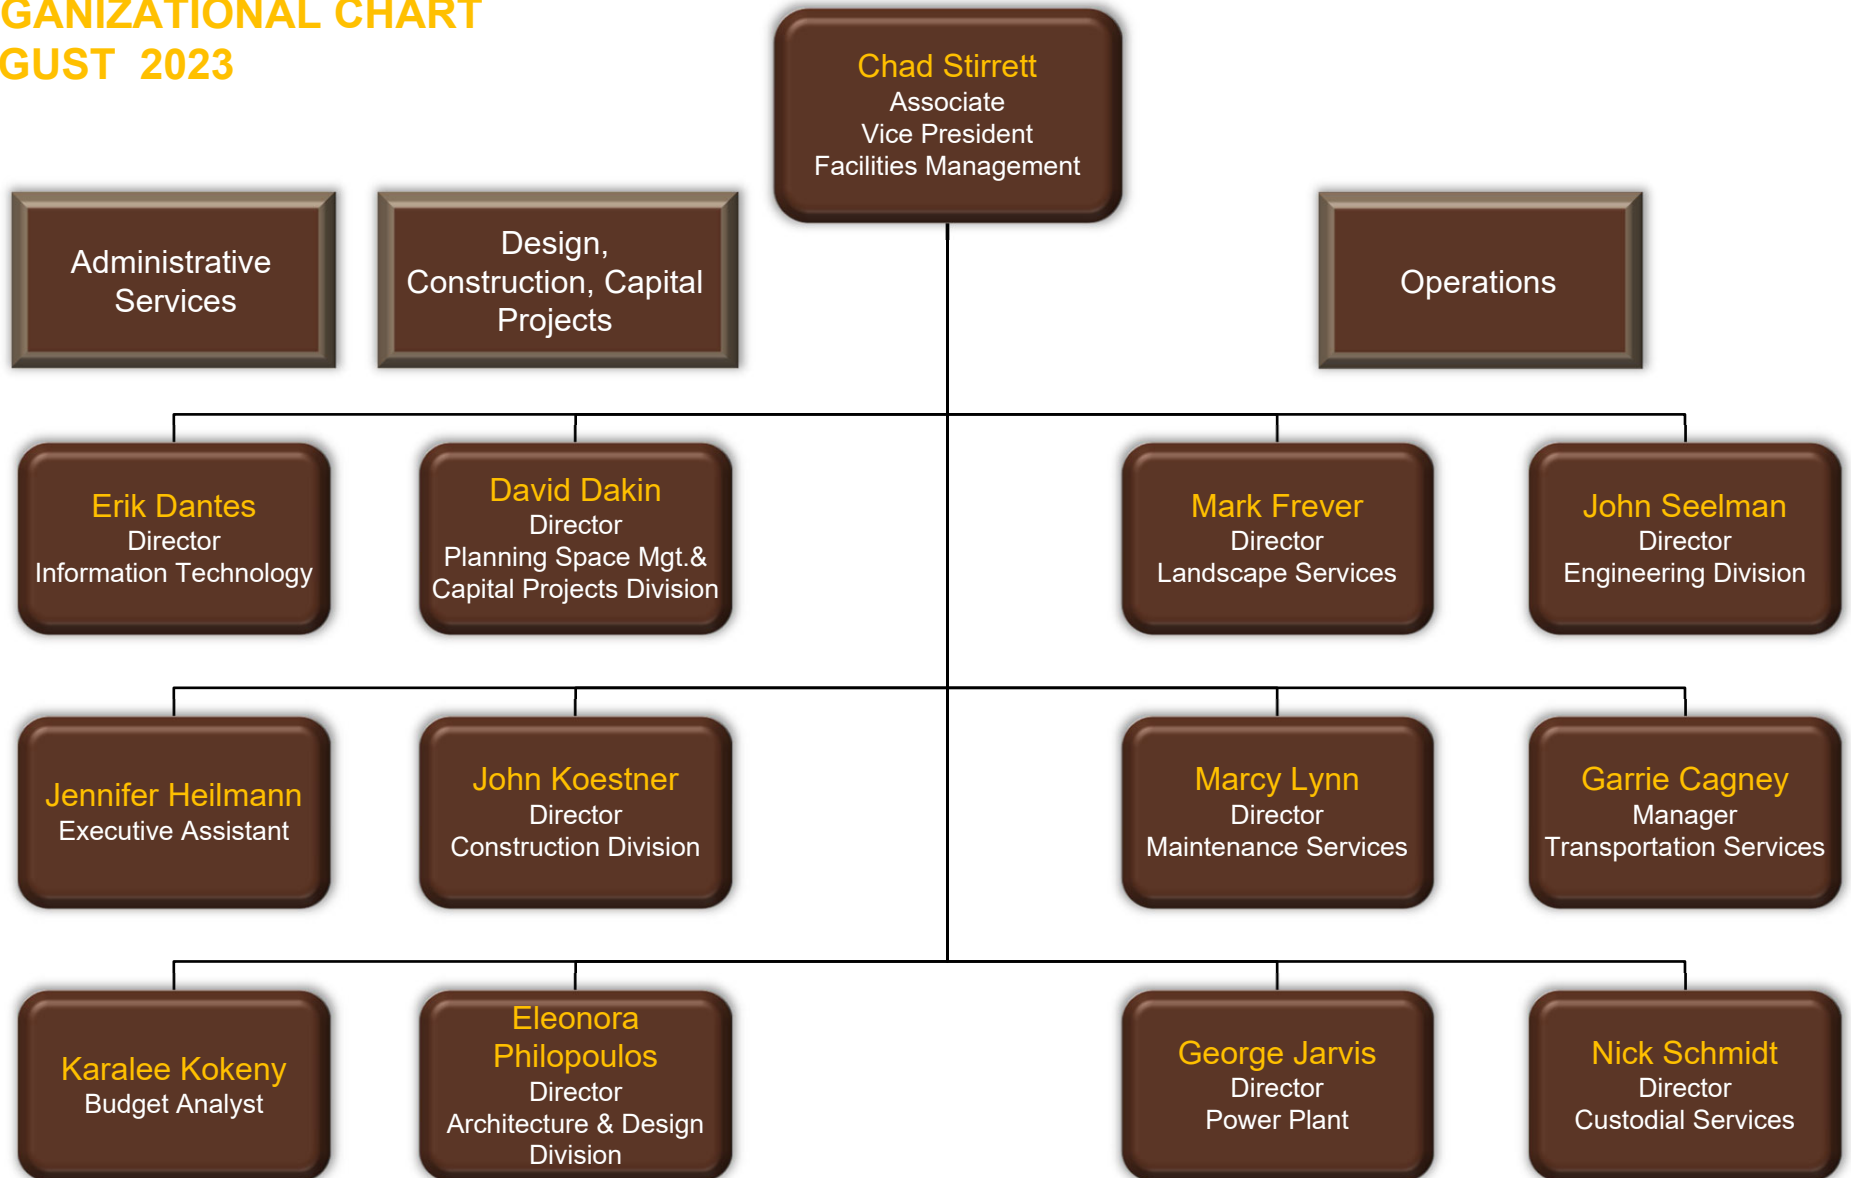 GANIZATIONAL CHART
GUST 2023
Chad Stirrett
Associate
Vice President
Facilities Management
Administrative
Services
Design,
Construction, Capital
Projects
Operations
Erik Dantes
Director
Information Technology
David Dakin
Director
Planning Space Mgt.&
Capital Projects Division
Mark Frever
Director
Landscape Services
John Seelman
Director
Engineering Division
Jennifer Heilmann
Executive Assistant
John Koestner
Director
Construction Division
Marcy Lynn
Director
Maintenance Services
Garrie Cagney
Manager
Transportation Services
Karalee Kokeny
Budget Analyst
Eleonora
Philopoulos
Director
Architecture & Design
Division
George Jarvis
Director
Power Plant
Nick Schmidt
Director
Custodial Services